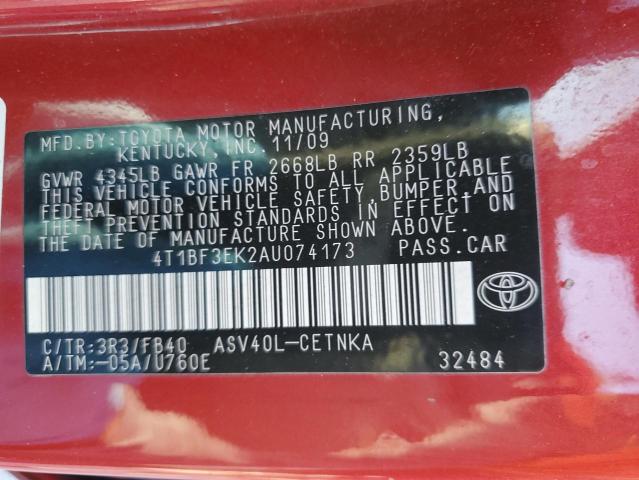 MFD.BY:TOYOTA MOTOR MANUFACTURING,
KENTUCKY, INC. 11/09
GVWR 4345LB GAWR FR 2668LB RR 2359LB
THIS VEHICLE CONFORMS TO ALL APPLICABLE
FEDERAL MOTOR VEHICLE SAFETY, BUMPER, AND
THEFT PREVENTION STANDARDS IN EFFECT ON
THE DATE OF MANUFACTURE SHOWN ABOVE.
4T1BF3EK2AU074173 PASS.CAR
C/TR:3R3/FB40 ASV40L-CETNKA
A/TM:-05A/U760E 32484